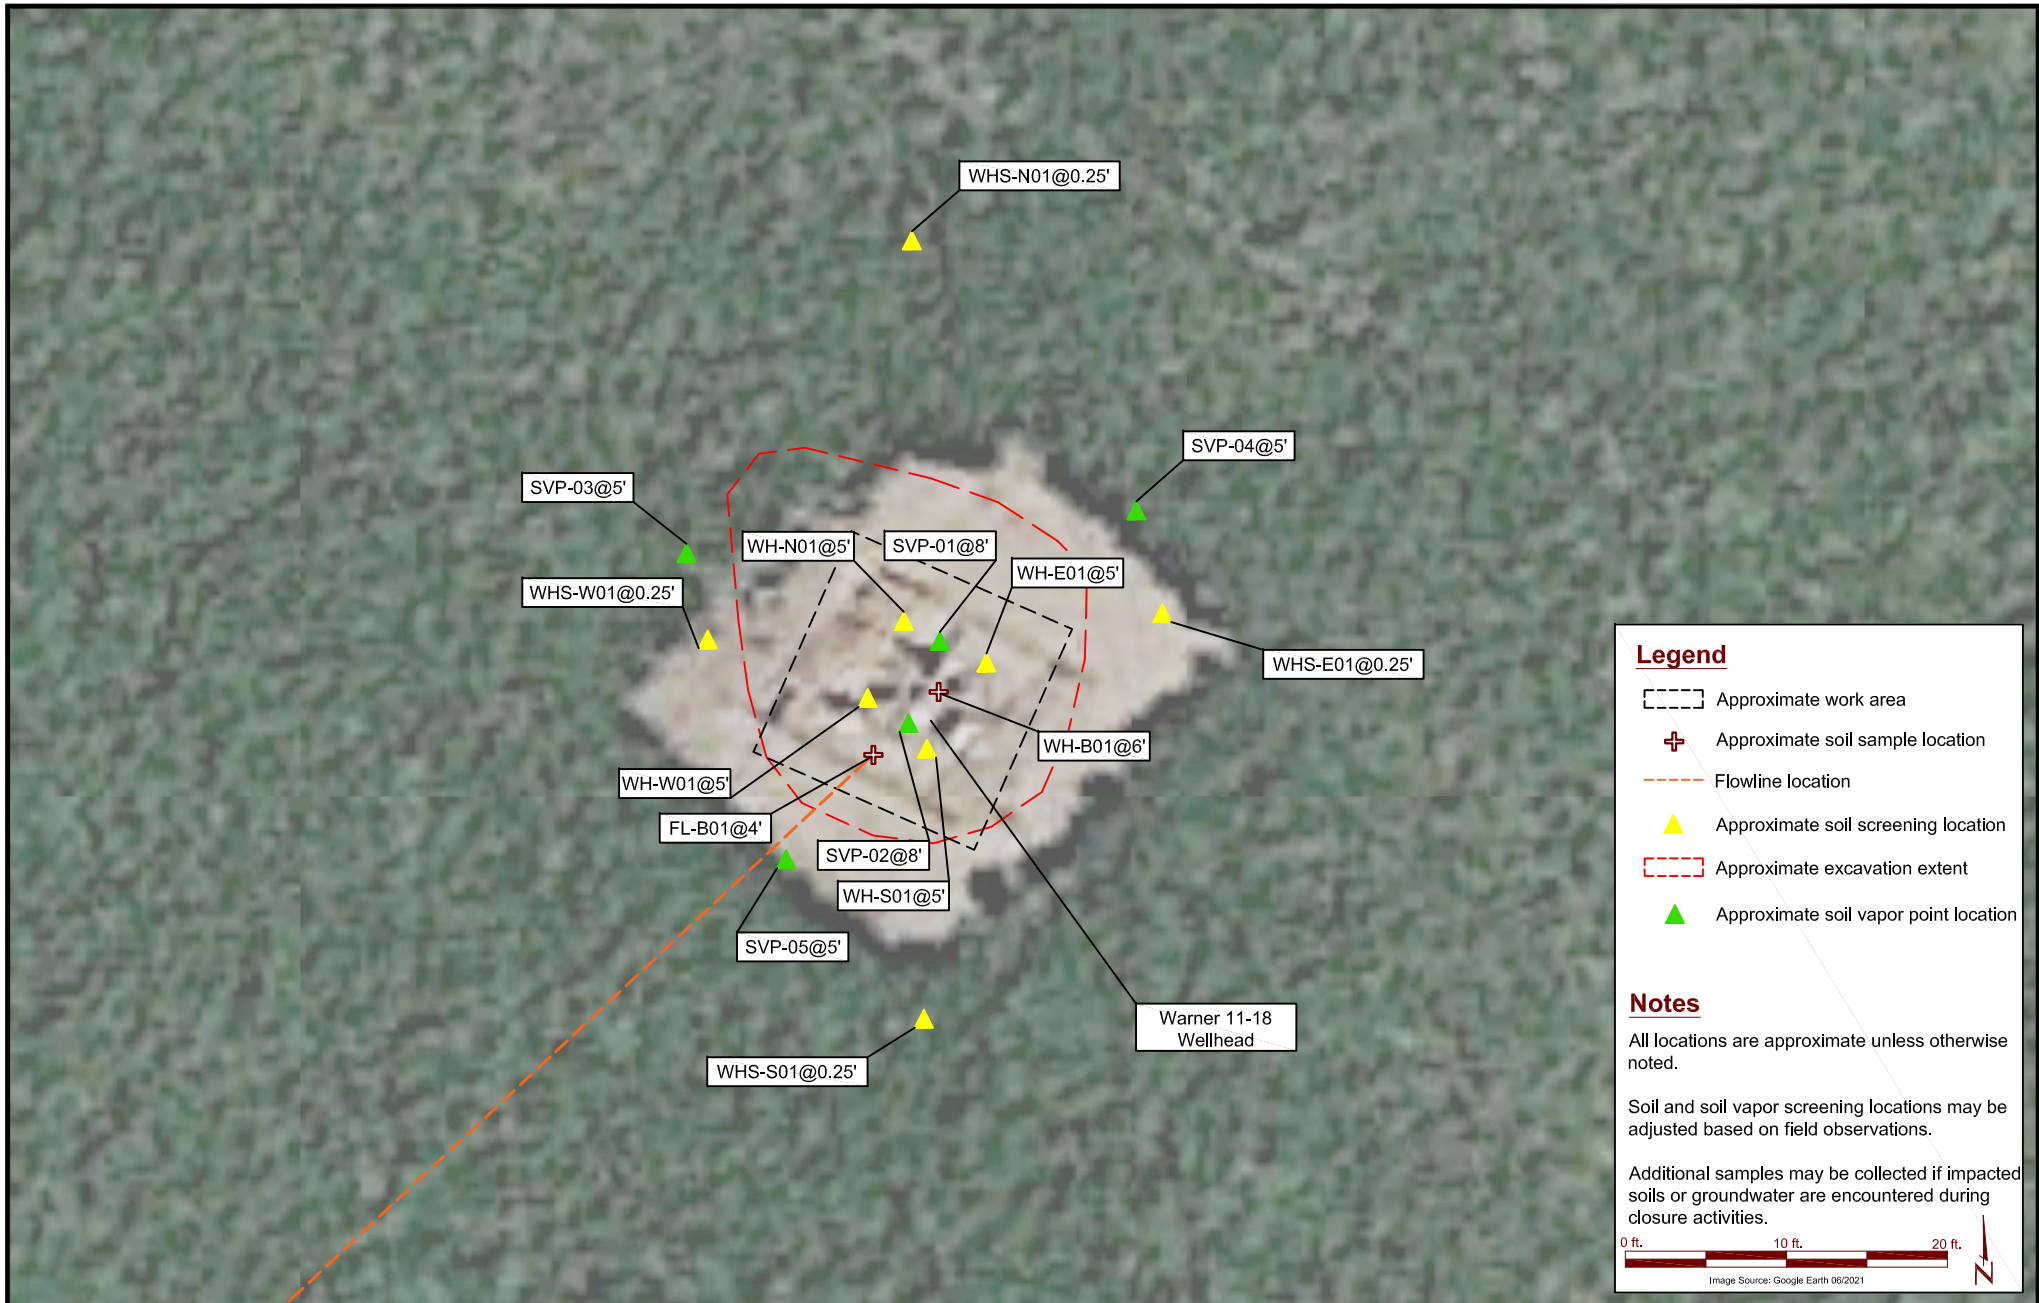 WHS-N01@0.25'
SVP-04@5'
SVP-03@5'
WH-N01@5'
SVP-01@8'
WH-E01@5'
WHS-W01@0.25'
WHS-E01@0.25'
WH-B01@6'
WH-W01@5'
FL-B01@4'
SVP-02@8'
WH-S01@5'
SVP-05@5'
Warner 11-18
Wellhead
WHS-S01@0.25'
Legend
Approximate work area
Approximate soil sample location
Flowline location
Approximate soil screening location
Approximate excavation extent
Approximate soil vapor point location
Notes
All locations are approximate unless otherwise
noted.
Soil and soil vapor screening locations may be
adjusted based on field observations.
Additional samples may be collected if impacted
soils or groundwater are encountered during
closure activities.
0 ft. 10 ft. 20 ft.
Image Source: Google Earth 06/2021
N